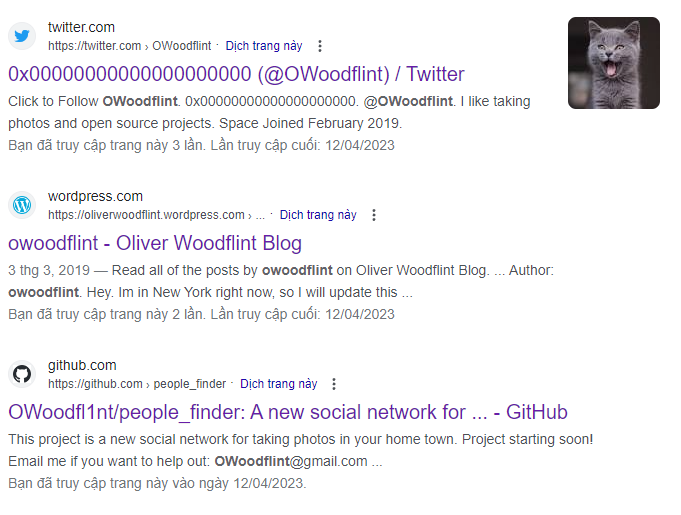 twitter.com
https://twitter.com › OWoodflint · Dịch trang này
0x00000000000000000000 (@OWoodflint) / Twitter
Click to Follow OWoodflint. 0x00000000000000000000. @OWoodflint. I like taking
photos and open source projects. Space Joined February 2019.
Bạn đã truy cập trang này 3 lần. Lần truy cập cuối: 12/04/2023
wordpress.com
https://oliverwoodflint.wordpress.com › ... · Dịch trang này
owoodflint - Oliver Woodflint Blog
3 thg 3, 2019 — Read all of the posts by owoodflint on Oliver Woodflint Blog. ... Author:
owoodflint. Hey. Im in New York right now, so I will update this ...
Bạn đã truy cập trang này 2 lần. Lần truy cập cuối: 12/04/2023
github.com
https://github.com › people_finder · Dịch trang này
OWoodfl1nt/people_finder: A new social network for ... - GitHub
This project is a new social network for taking photos in your home town. Project starting soon!
Email me if you want to help out: OWoodflint@gmail.com ...
Bạn đã truy cập trang này vào ngày 12/04/2023.